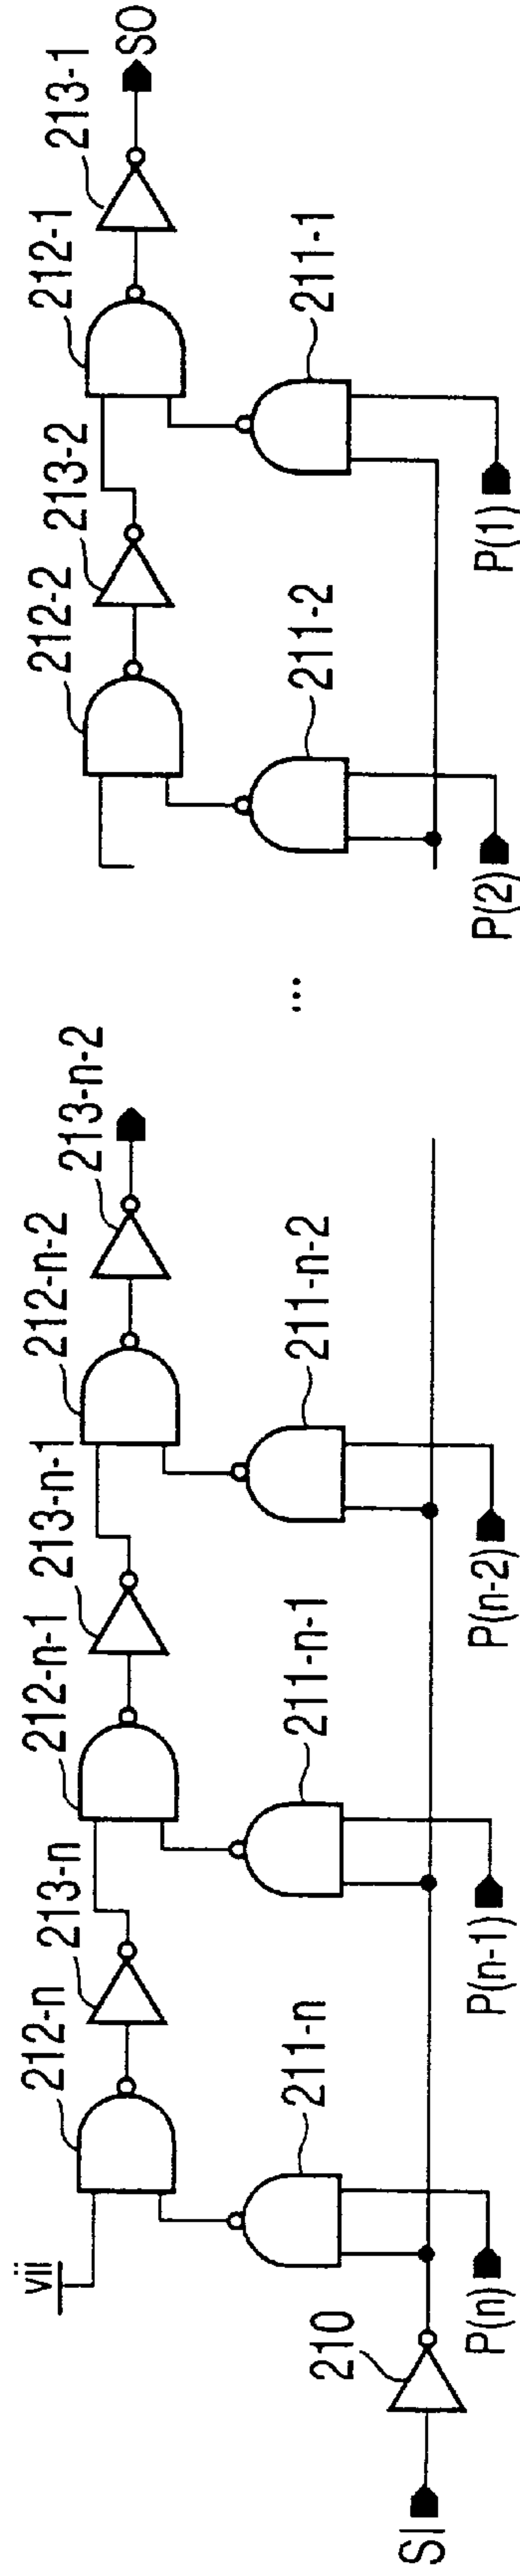 212-n
213-n
212-n-1
213-n-1
212-n-2
213-n-2
212-2
213-2
212-1
213-1
SO
vii
211-n
211-n-1
211-n-2
...
211-2
211-1
210
SI
P(n)
P(n-1)
P(n-2)
P(2)
P(1)